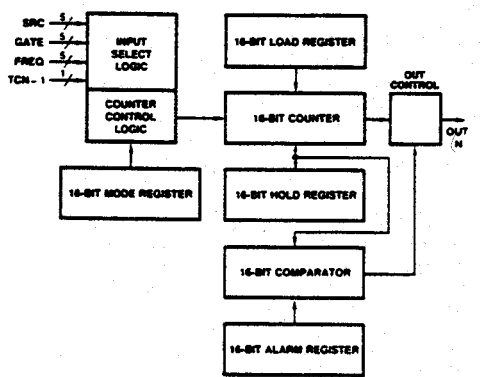 SRC 5
GATE 5
FREQ 5
TCN-1 1
INPUT
SELECT
LOGIC
COUNTER
CONTROL
LOGIC
16-BIT MODE REGISTER
16-BIT LOAD REGISTER
16-BIT COUNTER
16-BIT HOLD REGISTER
16-BIT COMPARATOR
16-BIT ALARM REGISTER
OUT
CONTROL
OUT
N